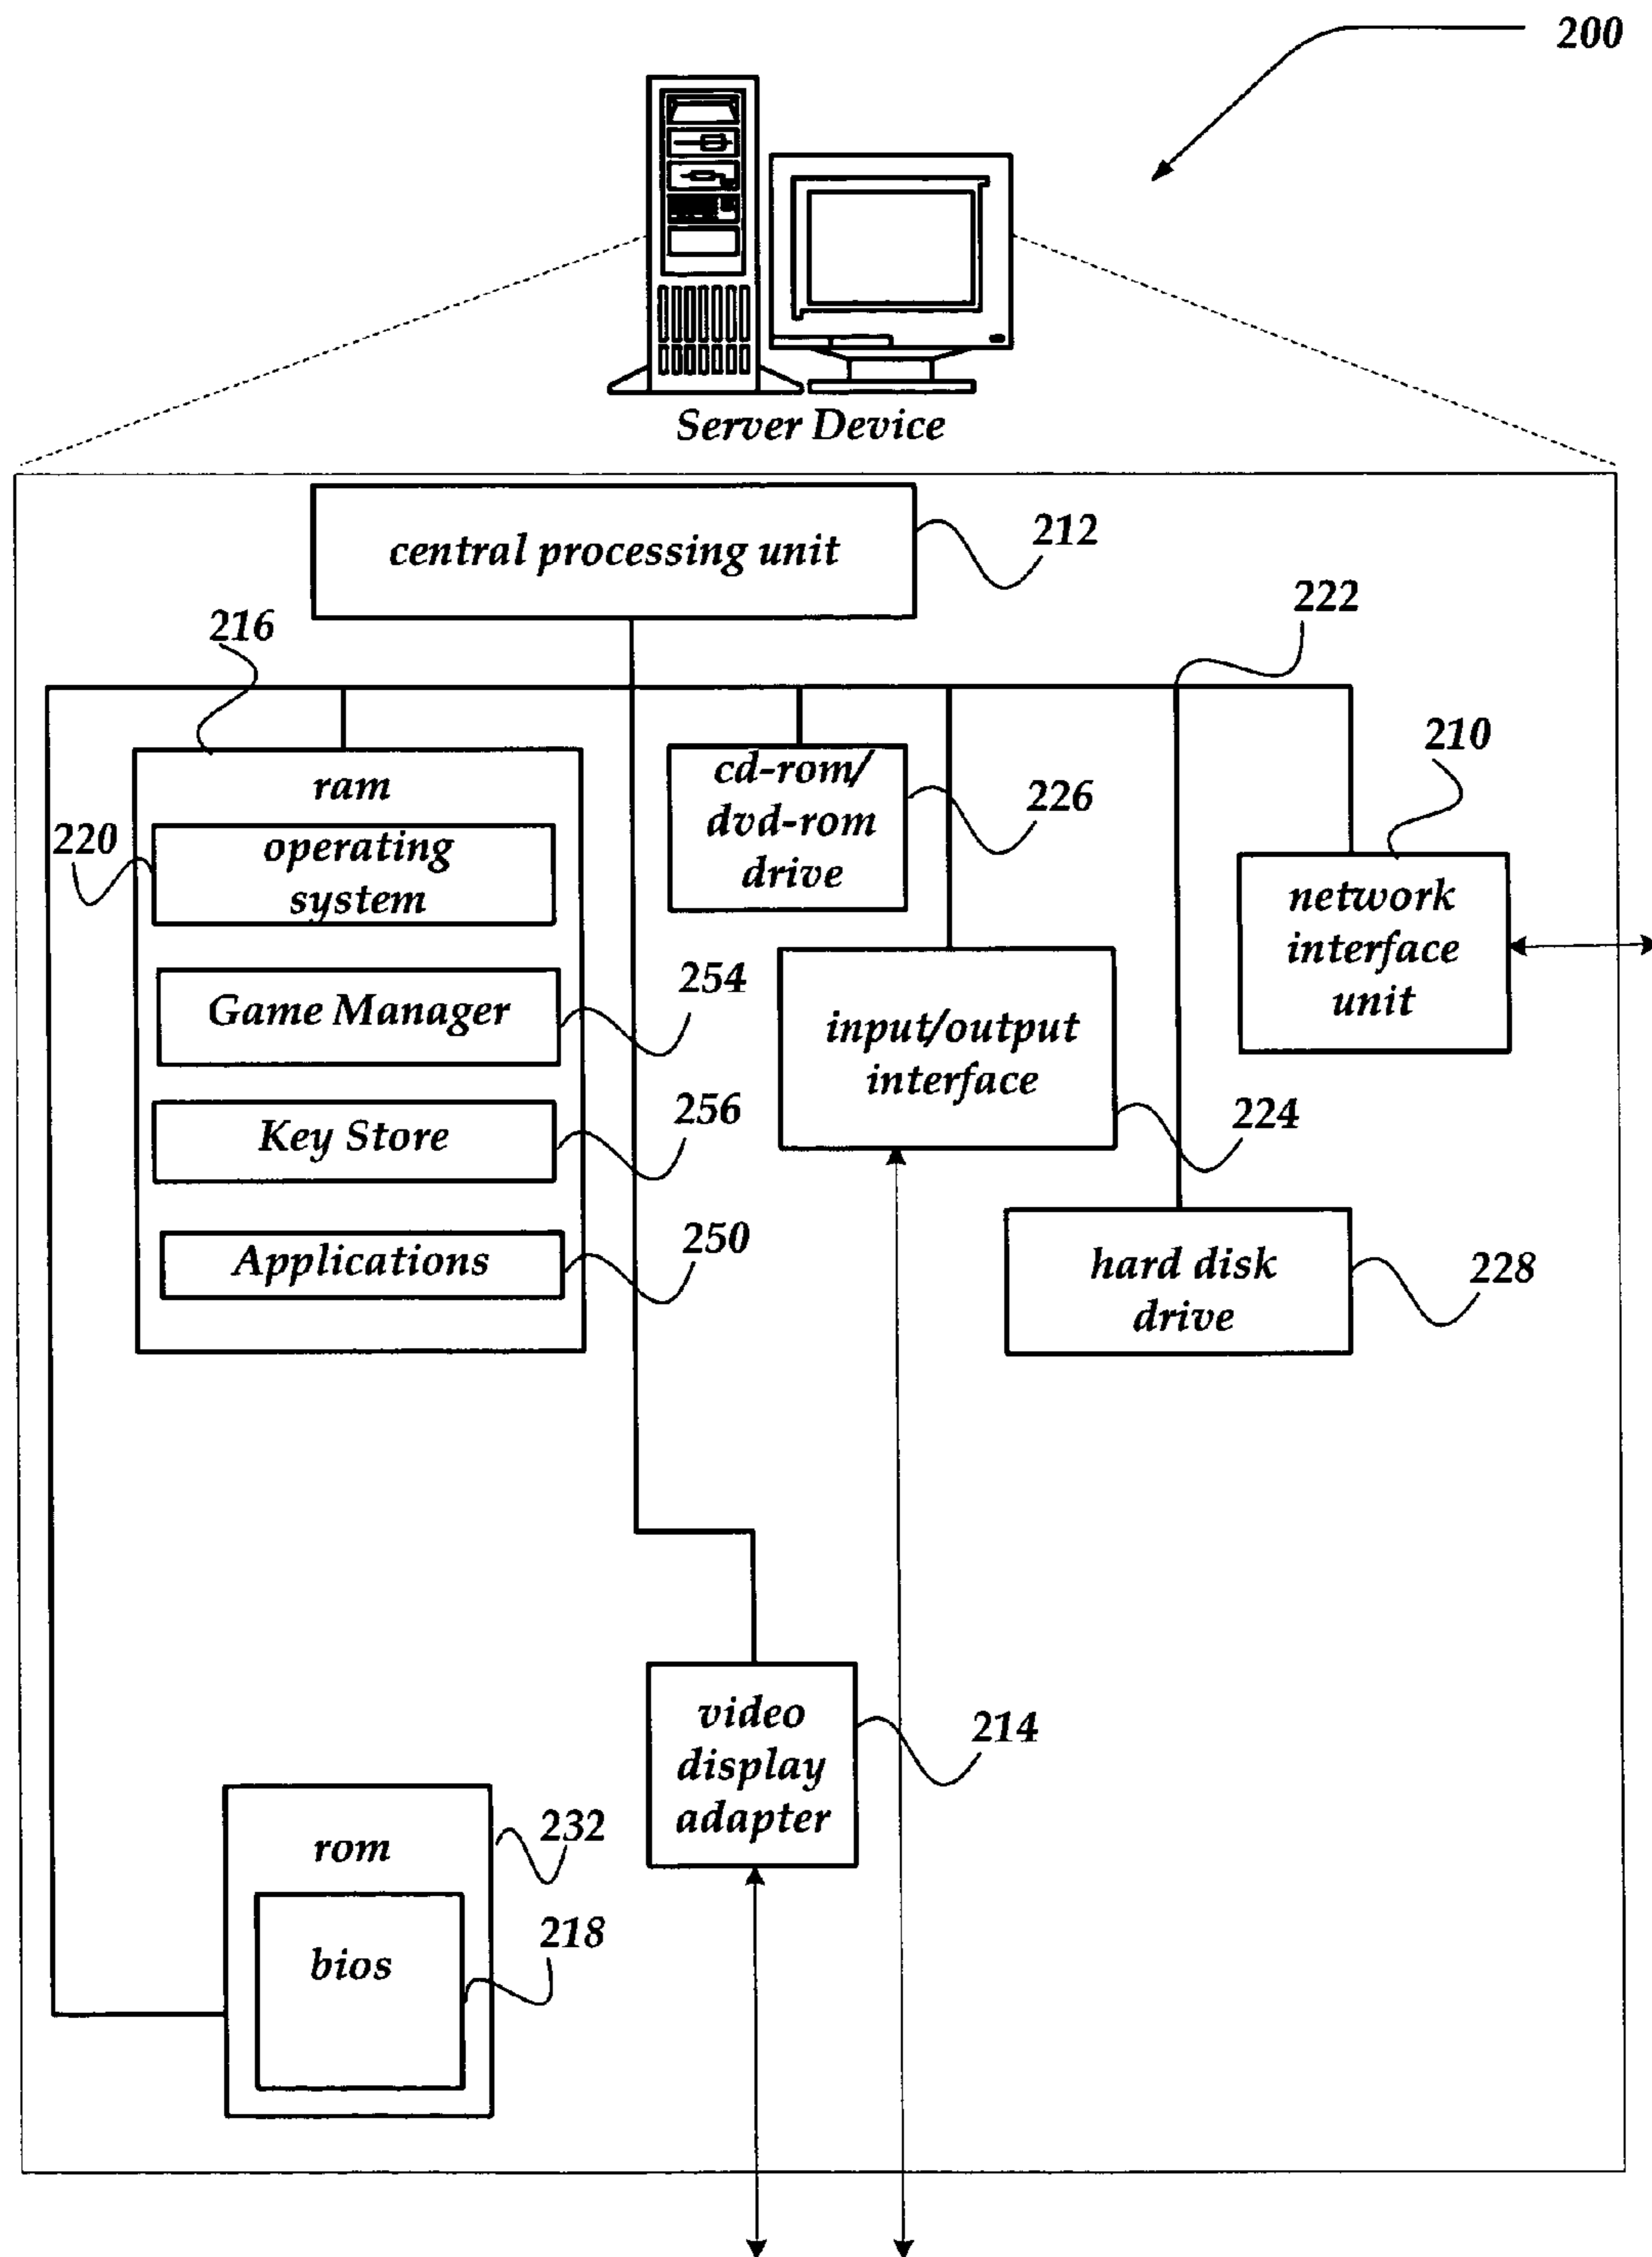 200
Server Device
central processing unit
212
222
216
210
ram
cd-rom/
dvd-rom
drive
226
220
operating
system
network
interface
unit
Game Manager
254
input/output
interface
224
Key Store
256
Applications
250
hard disk
drive
228
video
display
adapter
214
rom
232
bios
218